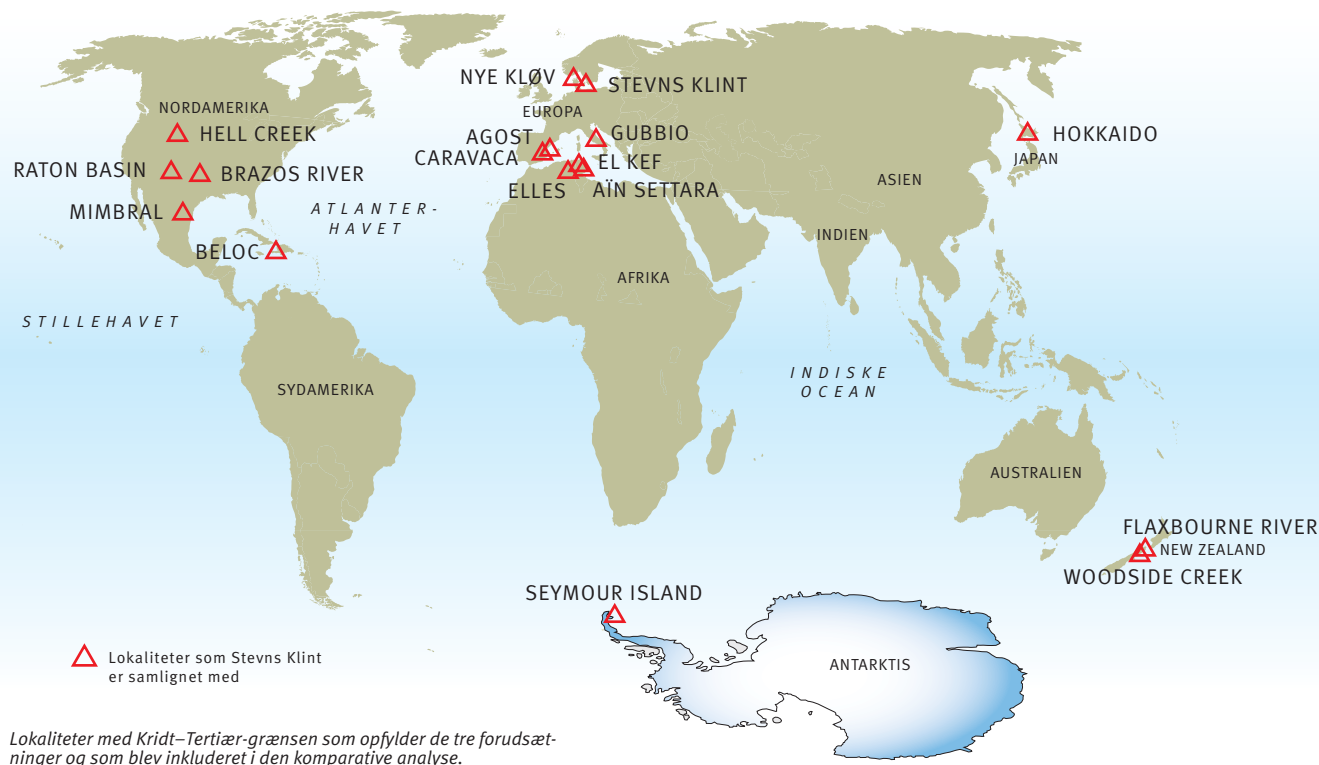 NYE KLØV
STEVNS KLINT
NORDAMERIKA
EUROPA
HELL CREEK
AGOST
GUBBIO
HOKKAIDO
CARAVACA
JAPAN
RATON BASIN
BRAZOS RIVER
EL KEF
ASIEN
ELLES
AÏN SETTARA
MIMBRAL
ATLANTER-
HAVET
INDIEN
BELOC
AFRIKA
STILLEHAVET
INDISKE
OCEAN
SYDAMERIKA
AUSTRALIEN
FLAXBOURNE RIVER
NEW ZEALAND
WOODSIDE CREEK
SEYMOUR ISLAND
ANTARKTIS
Lokaliteter som Stevns Klint
er samlignet med
Lokaliteter med Kridt–Tertiær-grænsen som opfylder de tre forudsæt-
ninger og som blev inkluderet i den komparative analyse.